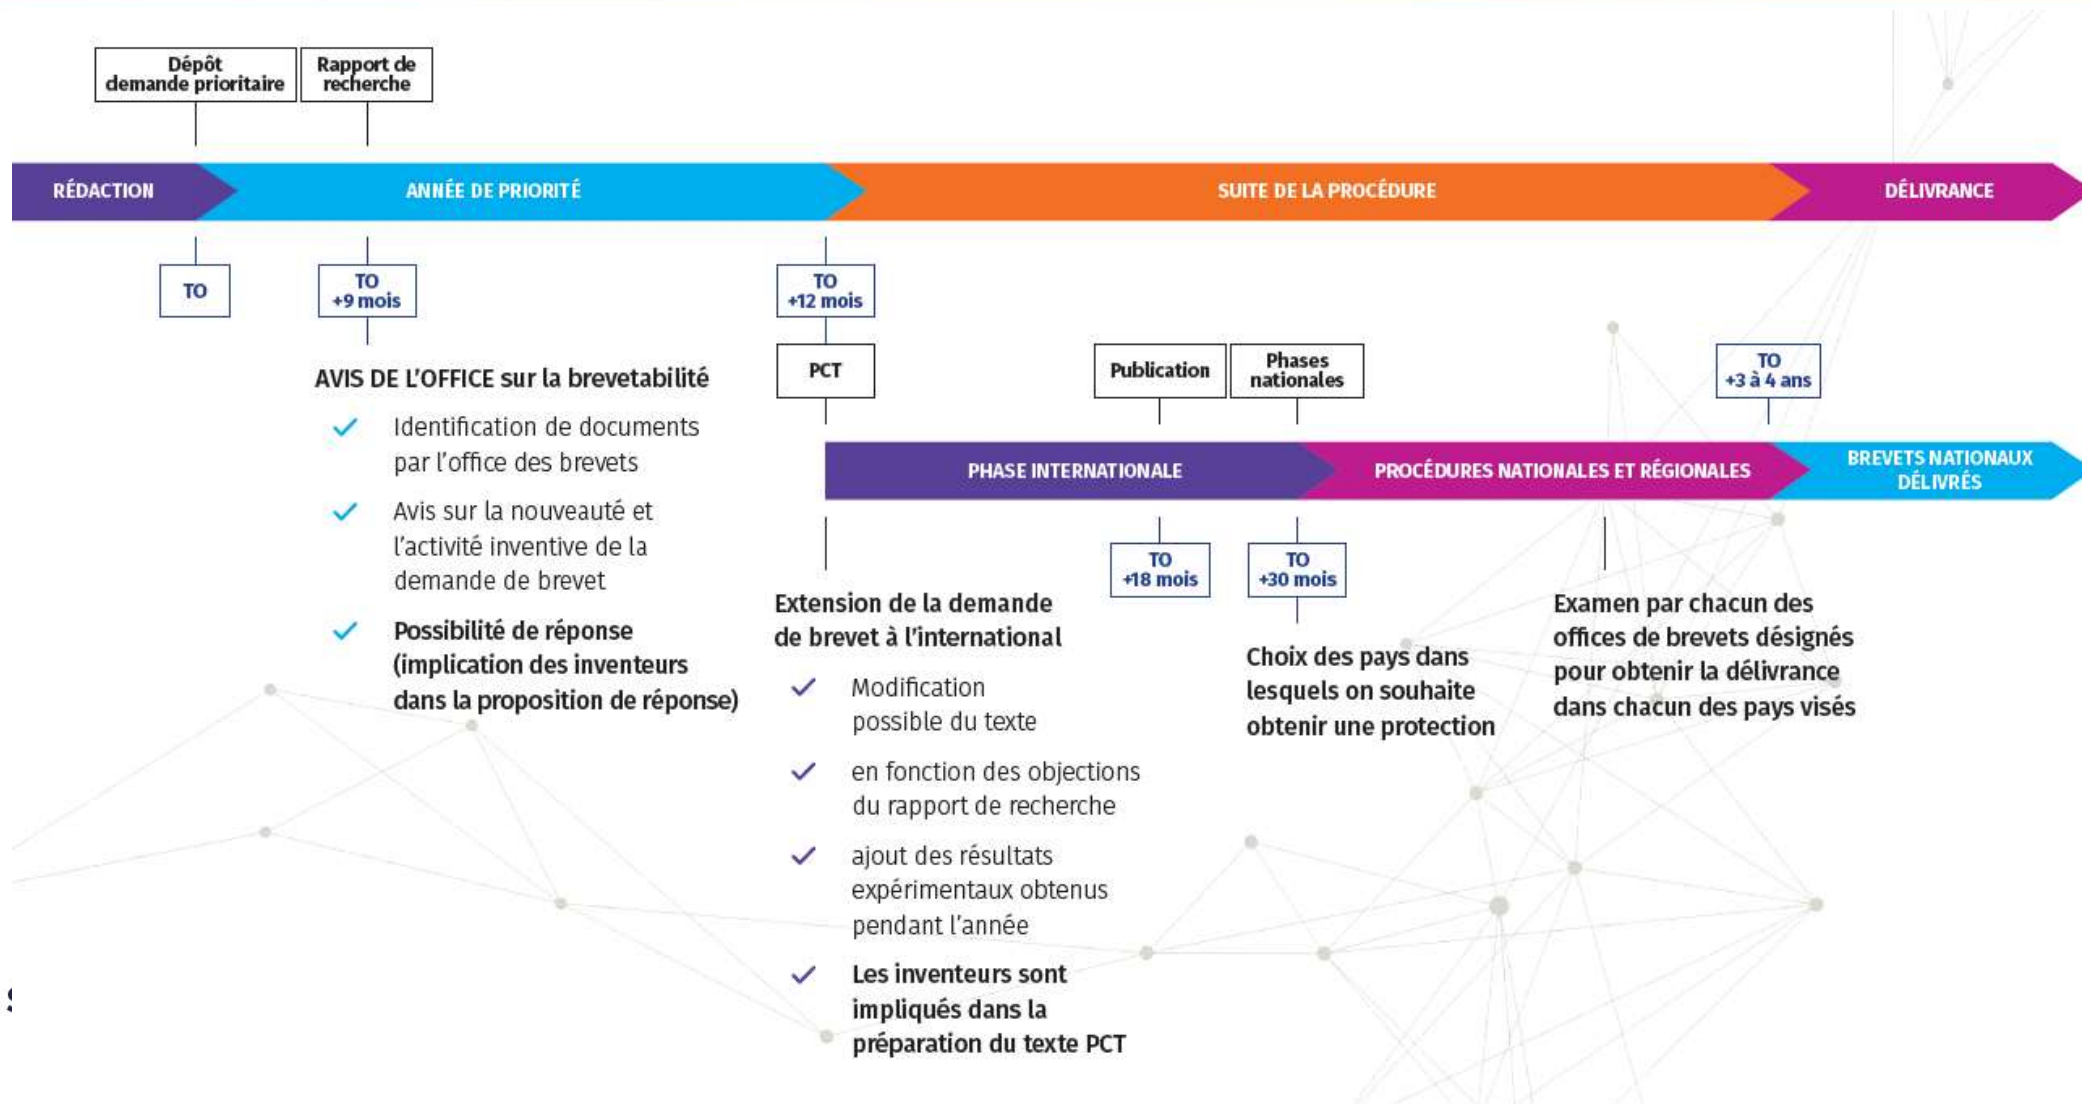 Dépôt
demande prioritaire
Rapport de
recherche
RÉDACTION
ANNÉE DE PRIORITÉ
SUITE DE LA PROCÉDURE
DÉLIVRANCE
TO
TO
+9 mois
TO
+12 mois
AVIS DE L'OFFICE sur la brevetabilité
Identification de documents
par l'office des brevets
Avis sur la nouveauté et
l'activité inventive de la
demande de brevet
Possibilité de réponse
(implication des inventeurs
dans la proposition de réponse)
PCT
Publication
Phases
nationales
TO
+3 à 4 ans
PHASE INTERNATIONALE
PROCÉDURES NATIONALES ET RÉGIONALES
BREVETS NATIONAUX
DÉLIVRÉS
TO
+18 mois
TO
+30 mois
Extension de la demande
de brevet à l'international
Modification
possible du texte
en fonction des objections
du rapport de recherche
ajout des résultats
expérimentaux obtenus
pendant l'année
Les inventeurs sont
impliqués dans la
préparation du texte PCT
Choix des pays dans
lesquels on souhaite
obtenir une protection
Examen par chacun des
offices de brevets désignés
pour obtenir la délivrance
dans chacun des pays visés